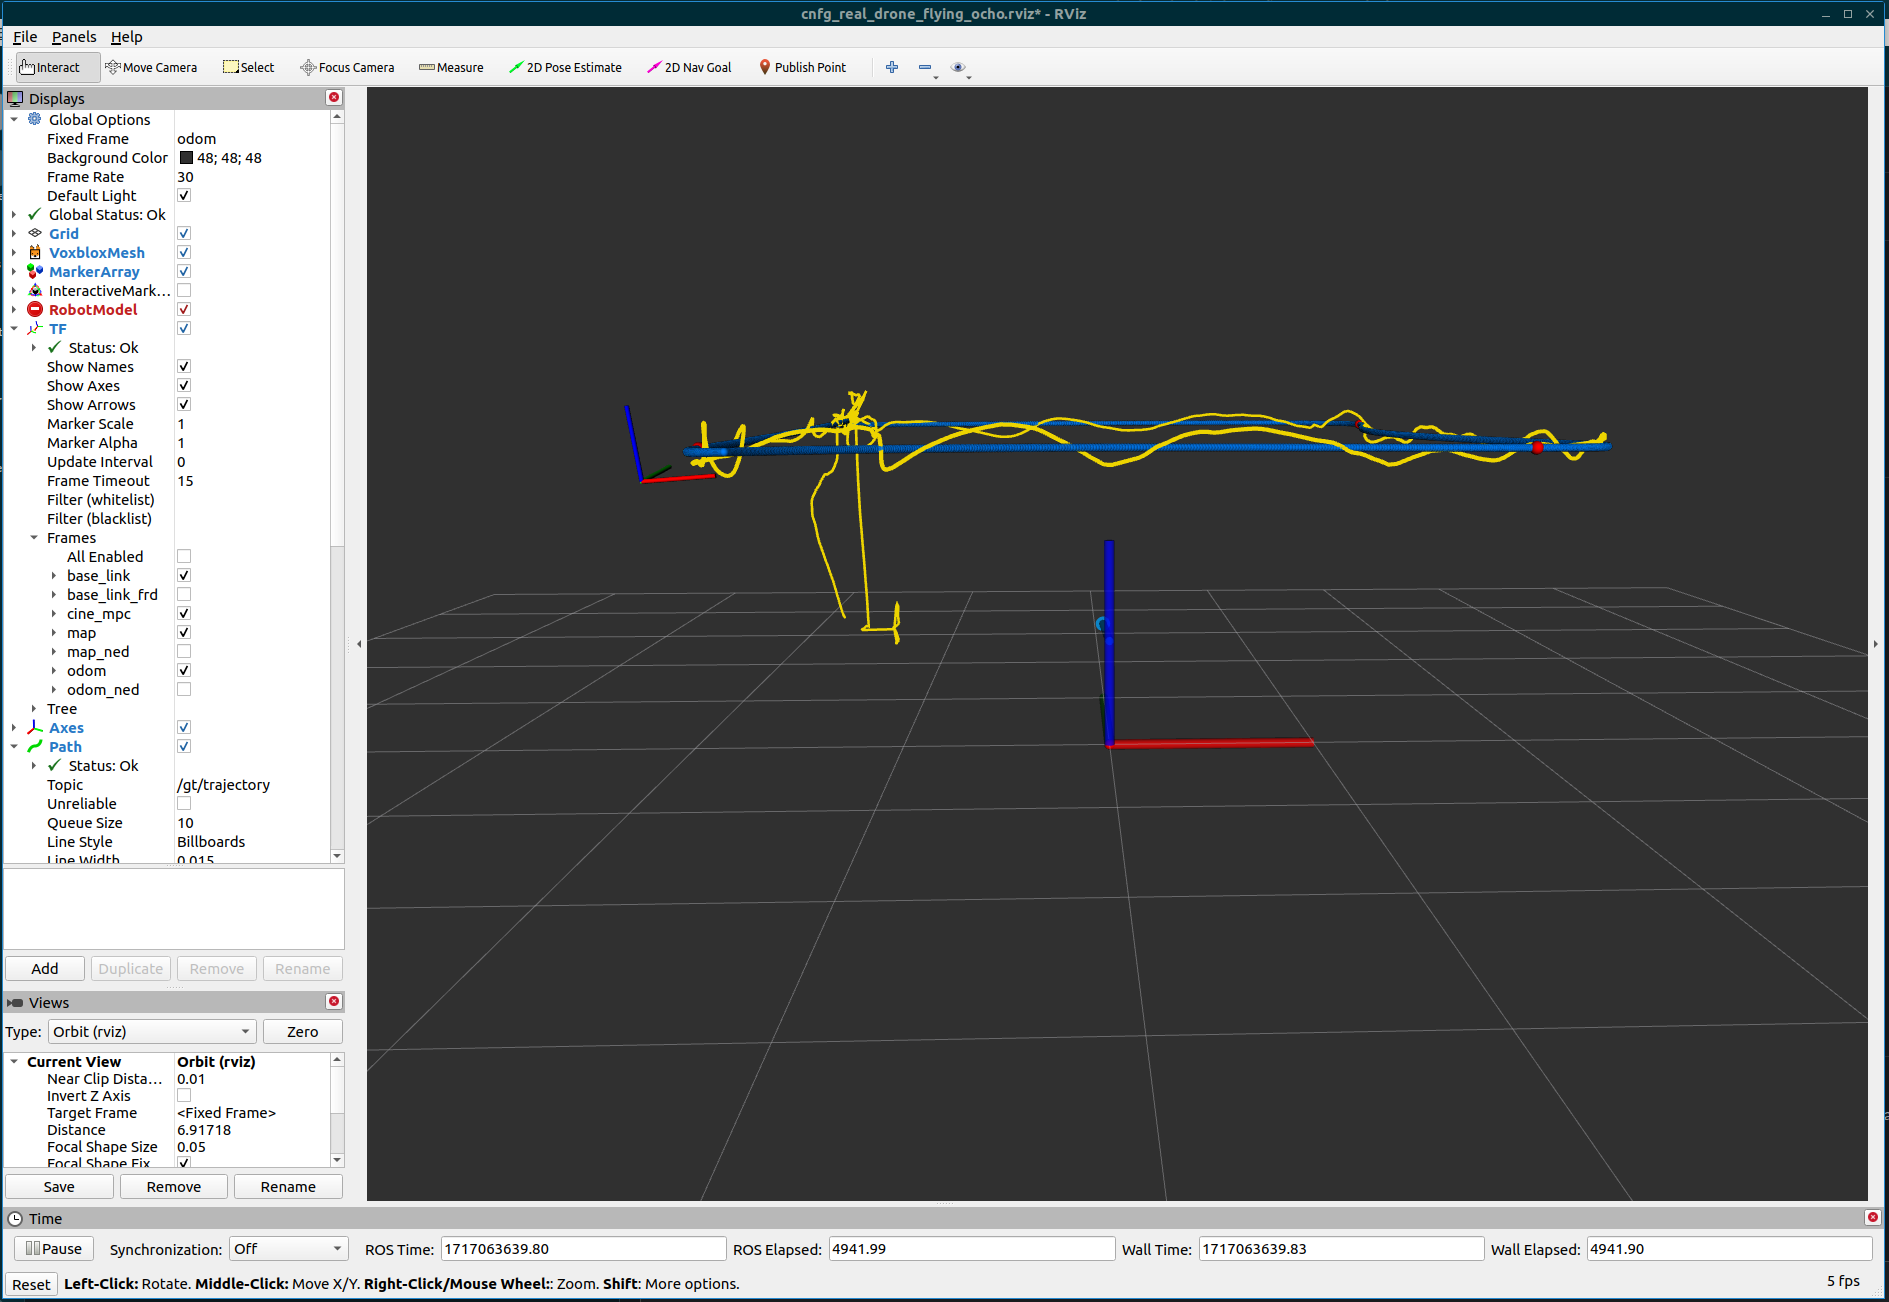 cnfg_real_drone_flying_ocho.rviz* - RViz
File Panels Help
Interact Move Camera Select Focus Camera Measure 2D Pose Estimate 2D Nav Goal Publish Point
Displays
Global Options
Fixed Frame odom
Background Color 48; 48; 48
Frame Rate 30
Default Light
Global Status: Ok
Grid
VoxbloxMesh
MarkerArray
InteractiveMark...
RobotModel
TF
Status: Ok
Show Names
Show Axes
Show Arrows
Marker Scale 1
Marker Alpha 1
Update Interval 0
Frame Timeout 15
Filter (whitelist)
Filter (blacklist)
Frames
All Enabled
base_link
base_link_frd
cine_mpc
map
map_ned
odom
odom_ned
Tree
Axes
Path
Status: Ok
Topic /gt/trajectory
Unreliable
Queue Size 10
Line Style Billboards
Line Width 0.015
Add Duplicate Remove Rename
Views
Type: Orbit (rviz) Zero
Current View Orbit (rviz)
Near Clip Dista... 0.01
Invert Z Axis
Target Frame <Fixed Frame>
Distance 6.91718
Focal Shape Size 0.05
Focal Shape Fix
Save Remove Rename
Time
Pause Synchronization: Off ROS Time: 1717063639.80 ROS Elapsed: 4941.99 Wall Time: 1717063639.83 Wall Elapsed: 4941.90
Reset Left-Click: Rotate. Middle-Click: Move X/Y. Right-Click/Mouse Wheel:: Zoom. Shift: More options. 5 fps